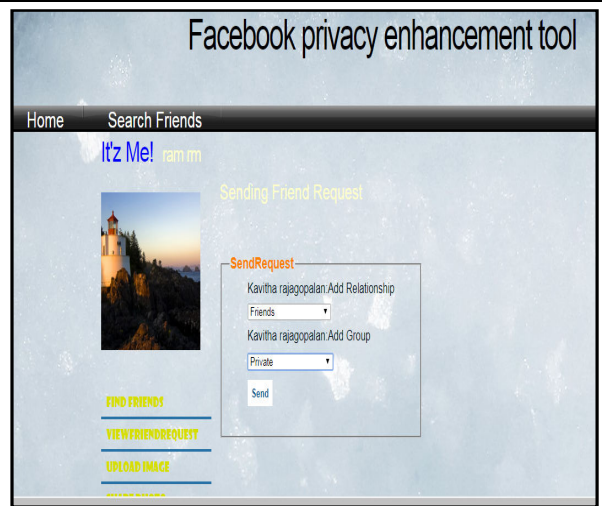 Facebook privacy enhancement tool
Home Search Friends
It'z Me! ram rm
Sending Friend Request
SendRequest
Kavitha rajagopalan:Add Relationship
Friends
Kavitha rajagopalan:Add Group
Private
Send
FIND FRIENDS
VIEWFRIENDREQUEST
UPLOAD IMAGE